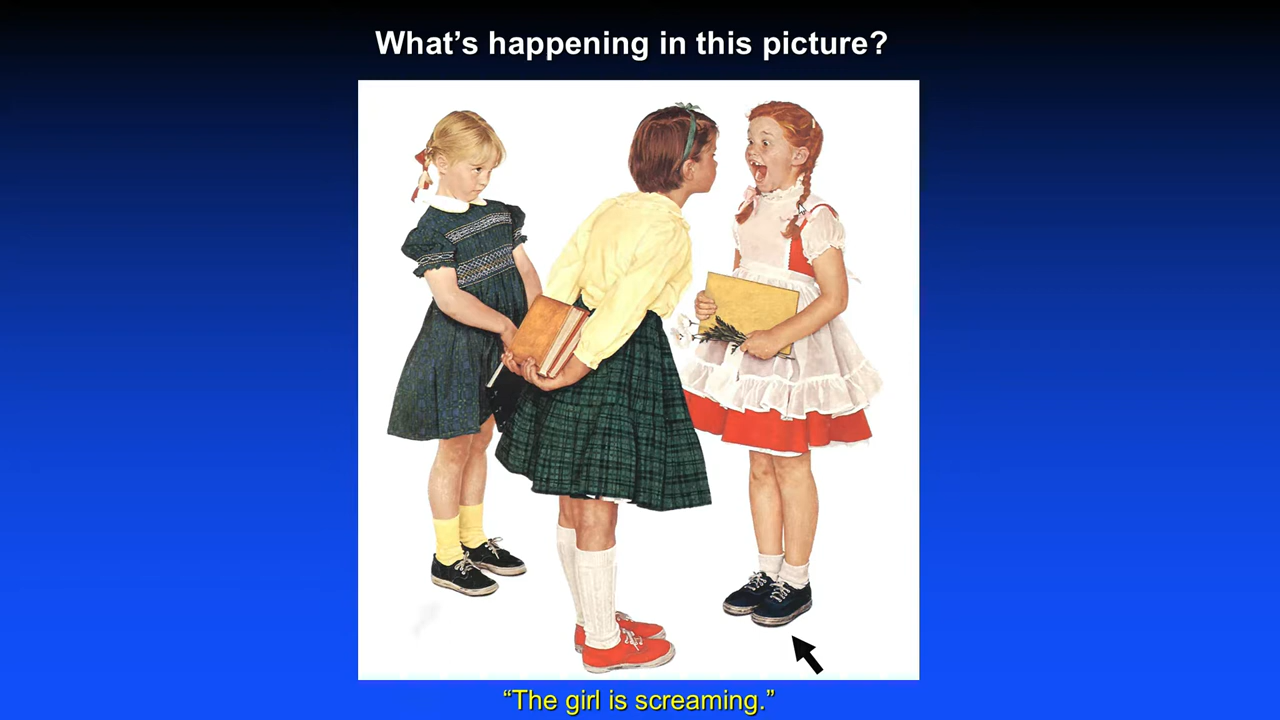 What’s happening in this picture?
“The girl is screaming.”